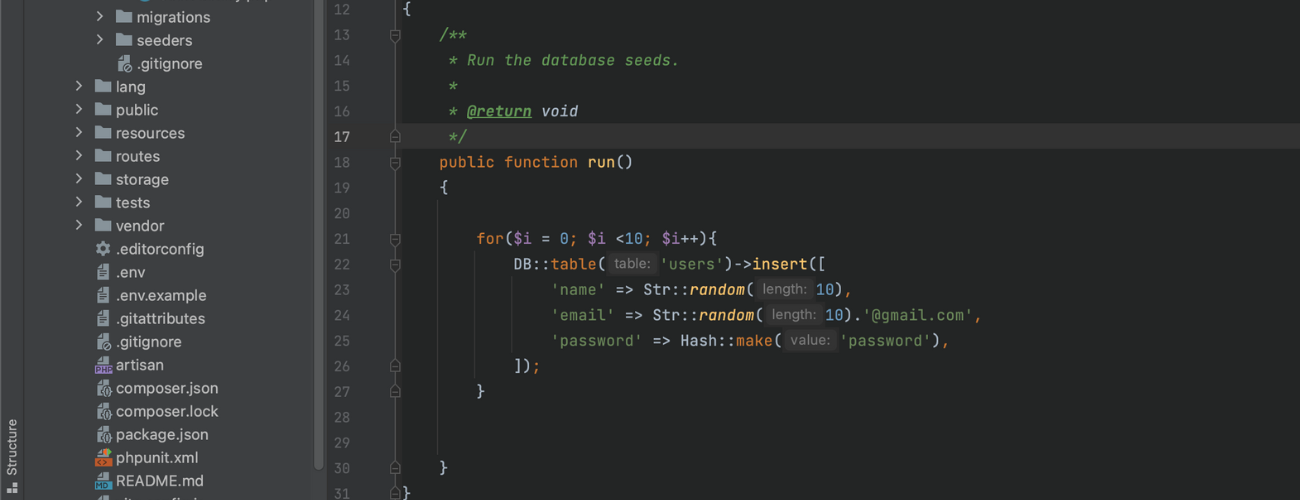 migrations
seeders
.gitignore
lang
public
resources
routes
storage
tests
vendor
.editorconfig
.env
.env.example
.gitattributes
.gitignore
artisan
composer.json
composer.lock
package.json
phpunit.xml
README.md
Structure
12 {
13 /**
14 * Run the database seeds.
15 *
16 * @return void
17 */
18 public function run()
19 {
20
21 for($i = 0; $i <10; $i++){
22 DB::table( table: 'users')->insert([
23 'name' => Str::random( length: 10),
24 'email' => Str::random( length: 10).'@gmail.com',
25 'password' => Hash::make( value: 'password'),
26 ]);
27 }
28
29
30 }
31 }